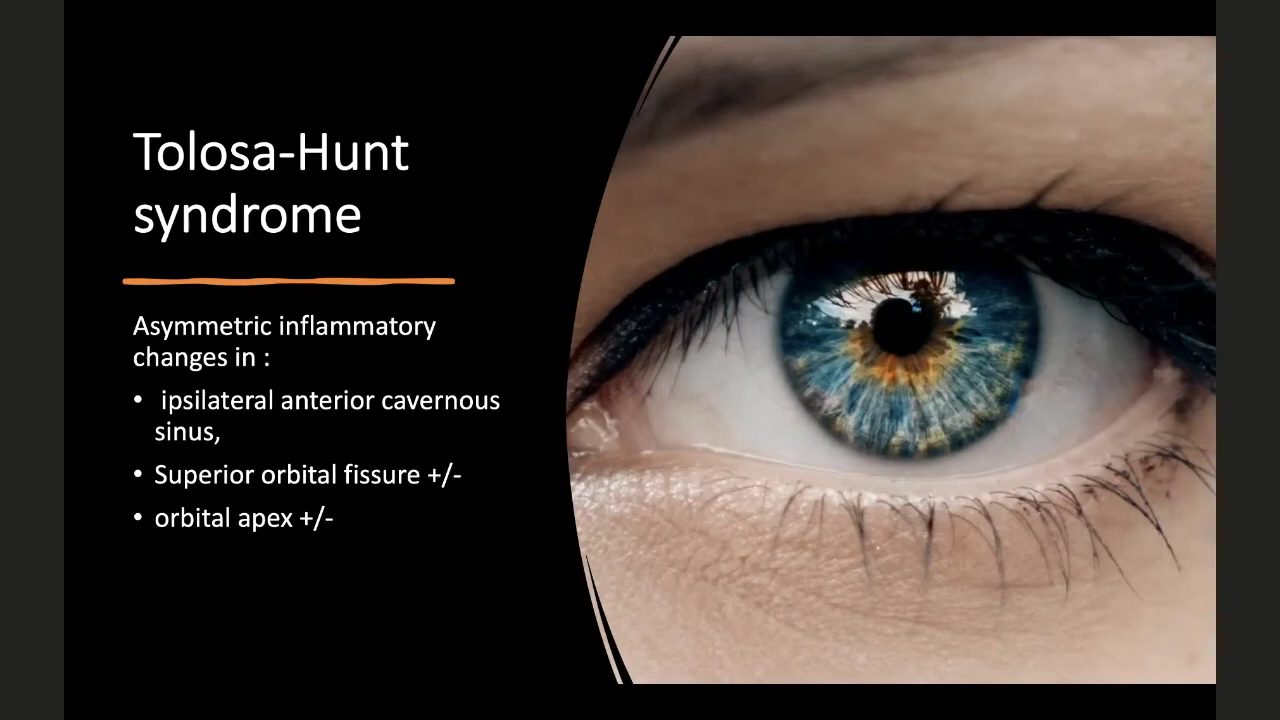 Tolosa-Hunt
syndrome
Asymmetric inflammatory
changes in :
• ipsilateral anterior cavernous
sinus,
• Superior orbital fissure +/-
• orbital apex +/-